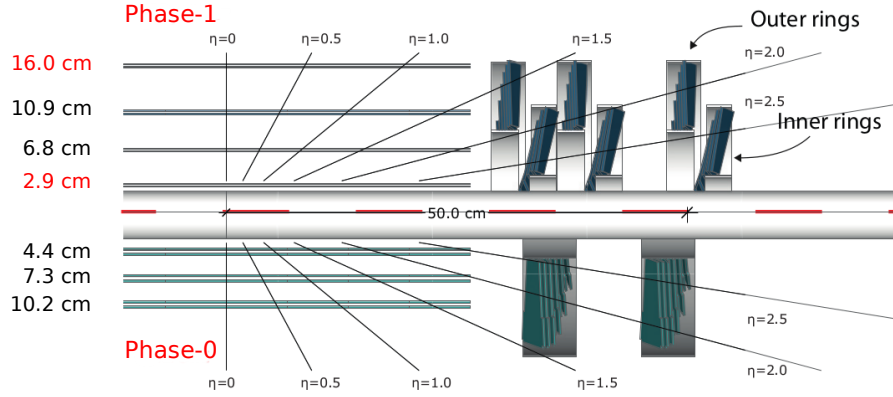 Phase-1
Outer rings
η=0
η=0.5
η=1.0
η=1.5
η=2.0
16.0 cm
10.9 cm
η=2.5
Inner rings
6.8 cm
2.9 cm
50.0 cm
4.4 cm
7.3 cm
10.2 cm
η=2.5
Phase-0
η=0
η=0.5
η=1.0
η=1.5
η=2.0